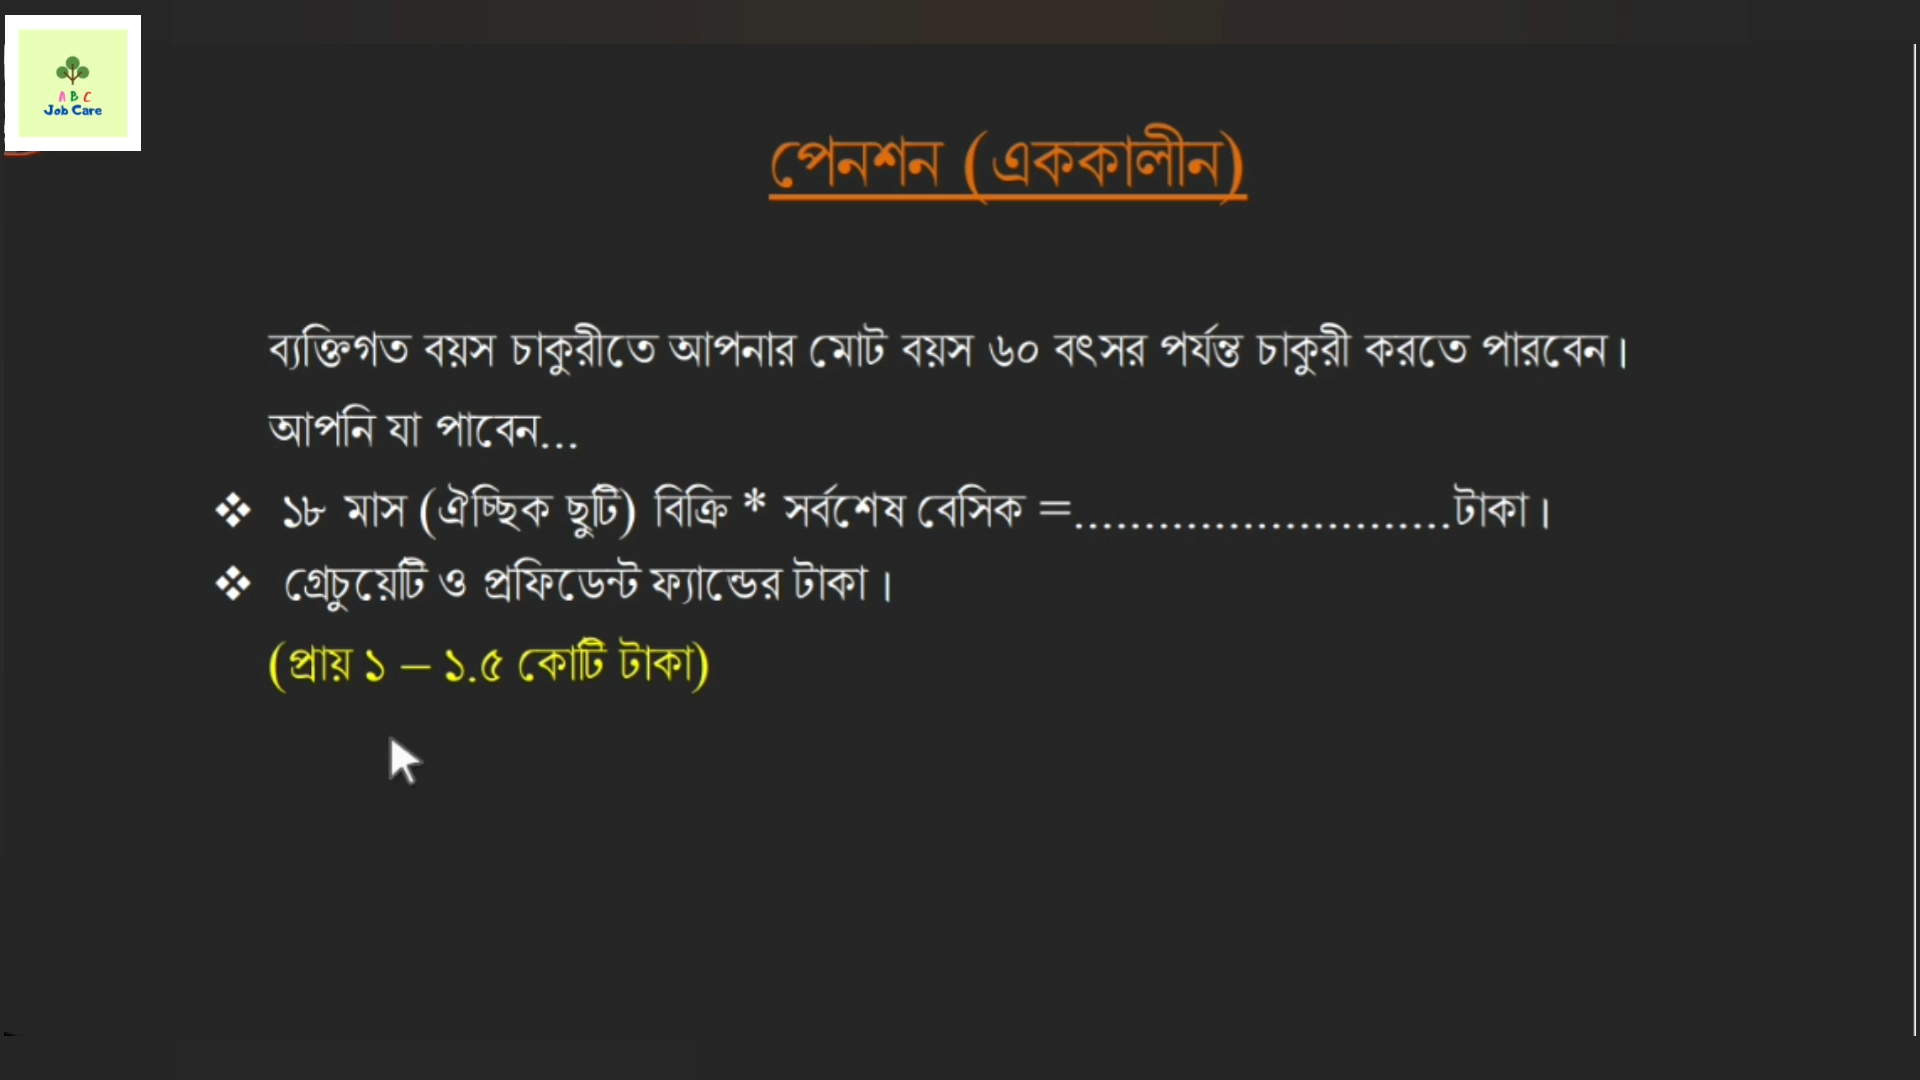 A B C
Job Care
পেনশন (এককালীন)
ব্যক্তিগত বয়স চাকুরীতে আপনার মোট বয়স ৬০ বৎসর পর্যন্ত চাকুরী করতে পারবেন।
আপনি যা পাবেন...
❖ ১৮ মাস (ঐচ্ছিক ছুটি) বিক্রি * সর্বশেষ বেসিক =...........................টাকা।
❖ গ্রেচুয়েটি ও প্রফিডেন্ট ফ্যান্ডের টাকা।
(প্রায় ১ – ১.৫ কোটি টাকা)